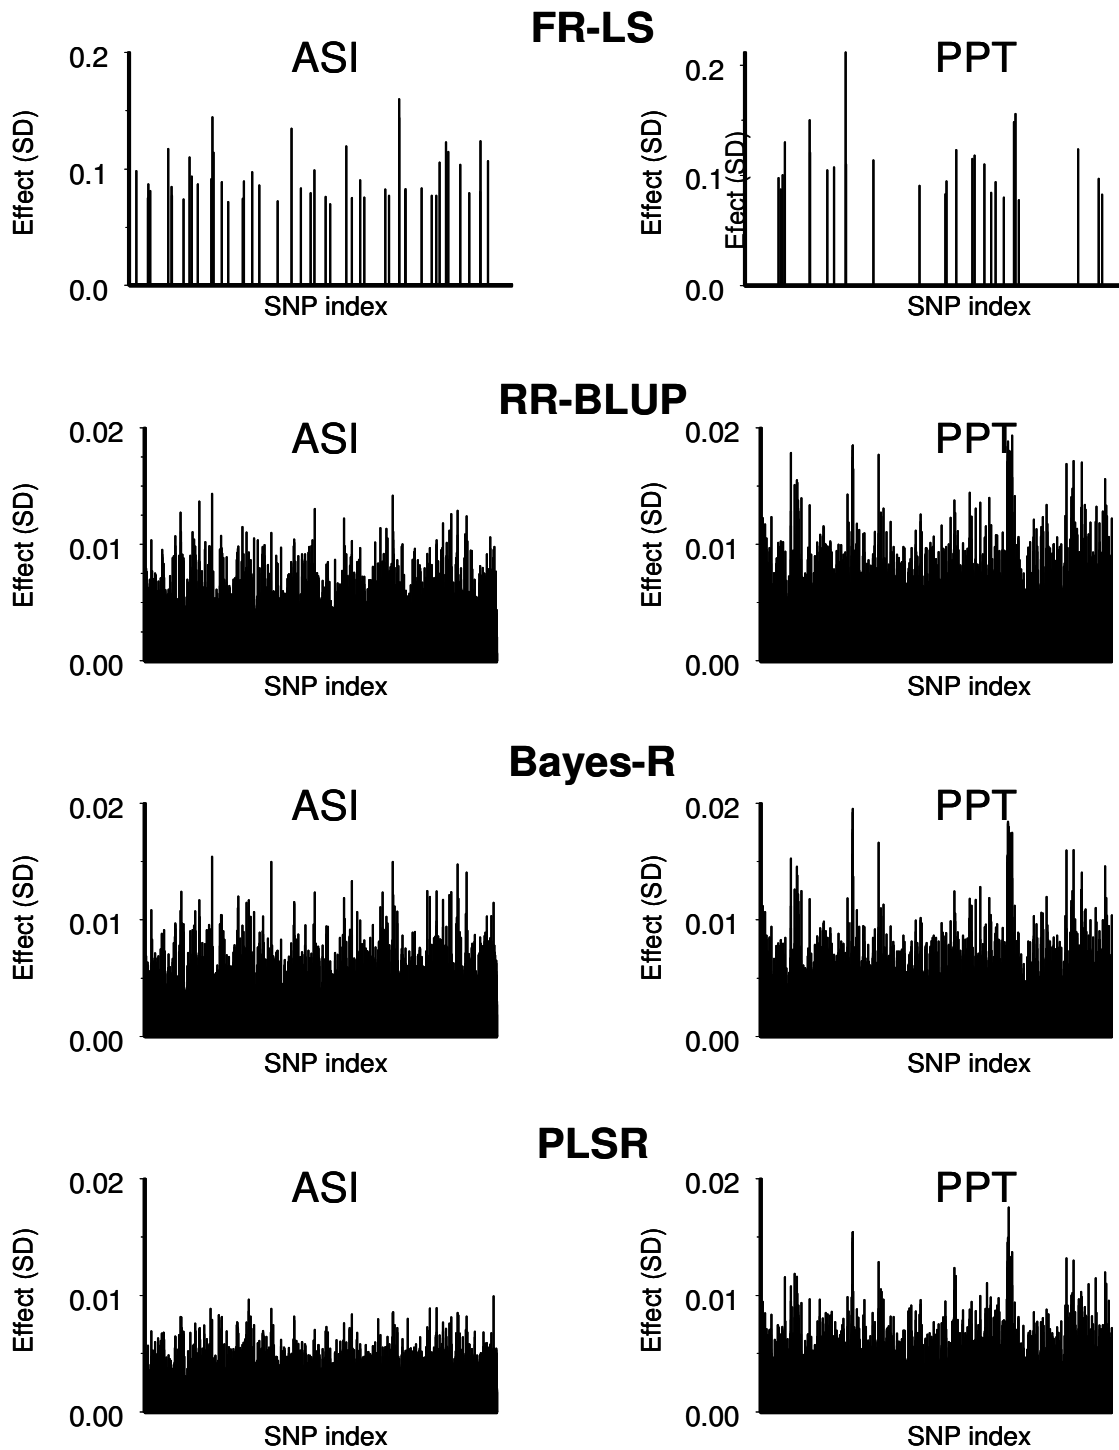 FR-LS
ASI
PPT
0.2
0.1
0.0
Effect (SD)
SNP index
0.2
0.1
0.0
Effect (SD)
Effect (SD)
SNP index
RR-BLUP
ASI
PPT
0.02
0.01
0.00
Effect (SD)
SNP index
0.02
0.01
0.00
Effect (SD)
SNP index
Bayes-R
ASI
PPT
0.02
0.01
0.00
Effect (SD)
SNP index
0.02
0.01
0.00
Effect (SD)
SNP index
PLSR
ASI
PPT
0.02
0.01
0.00
Effect (SD)
SNP index
0.02
0.01
0.00
Effect (SD)
SNP index